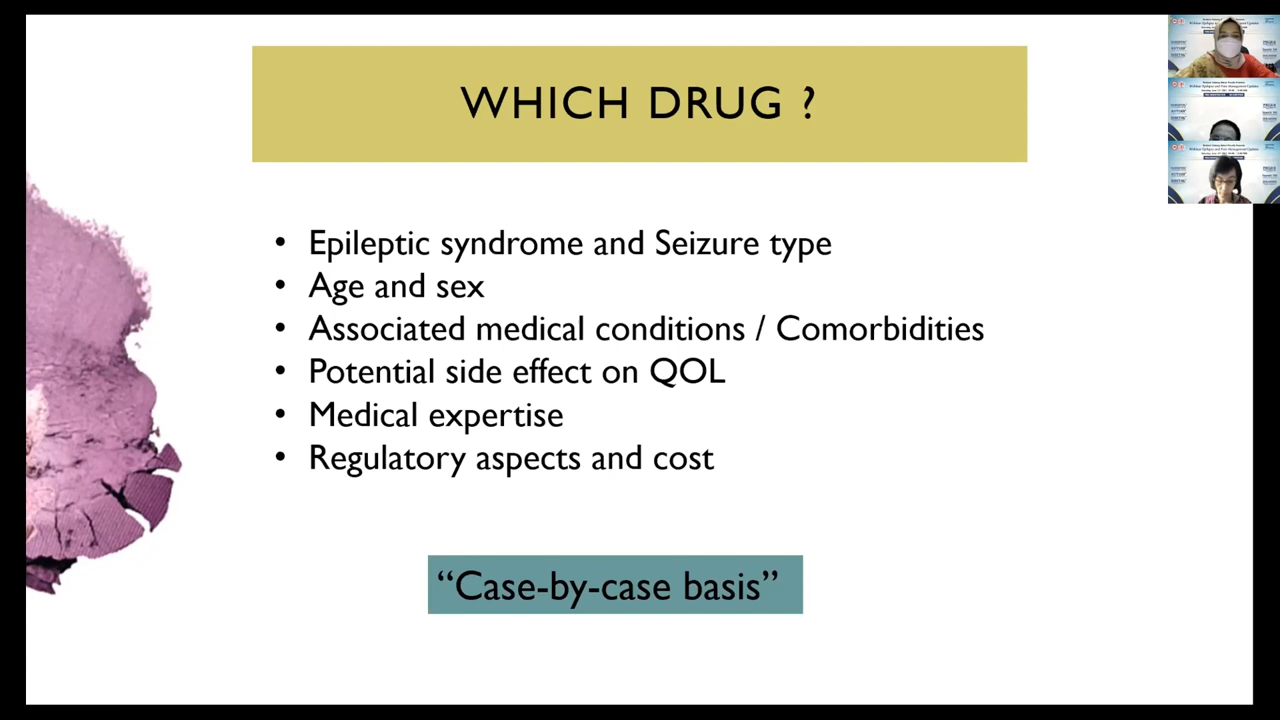 WHICH DRUG ?
• Epileptic syndrome and Seizure type
• Age and sex
• Associated medical conditions / Comorbidities
• Potential side effect on QOL
• Medical expertise
• Regulatory aspects and cost
“Case-by-case basis”